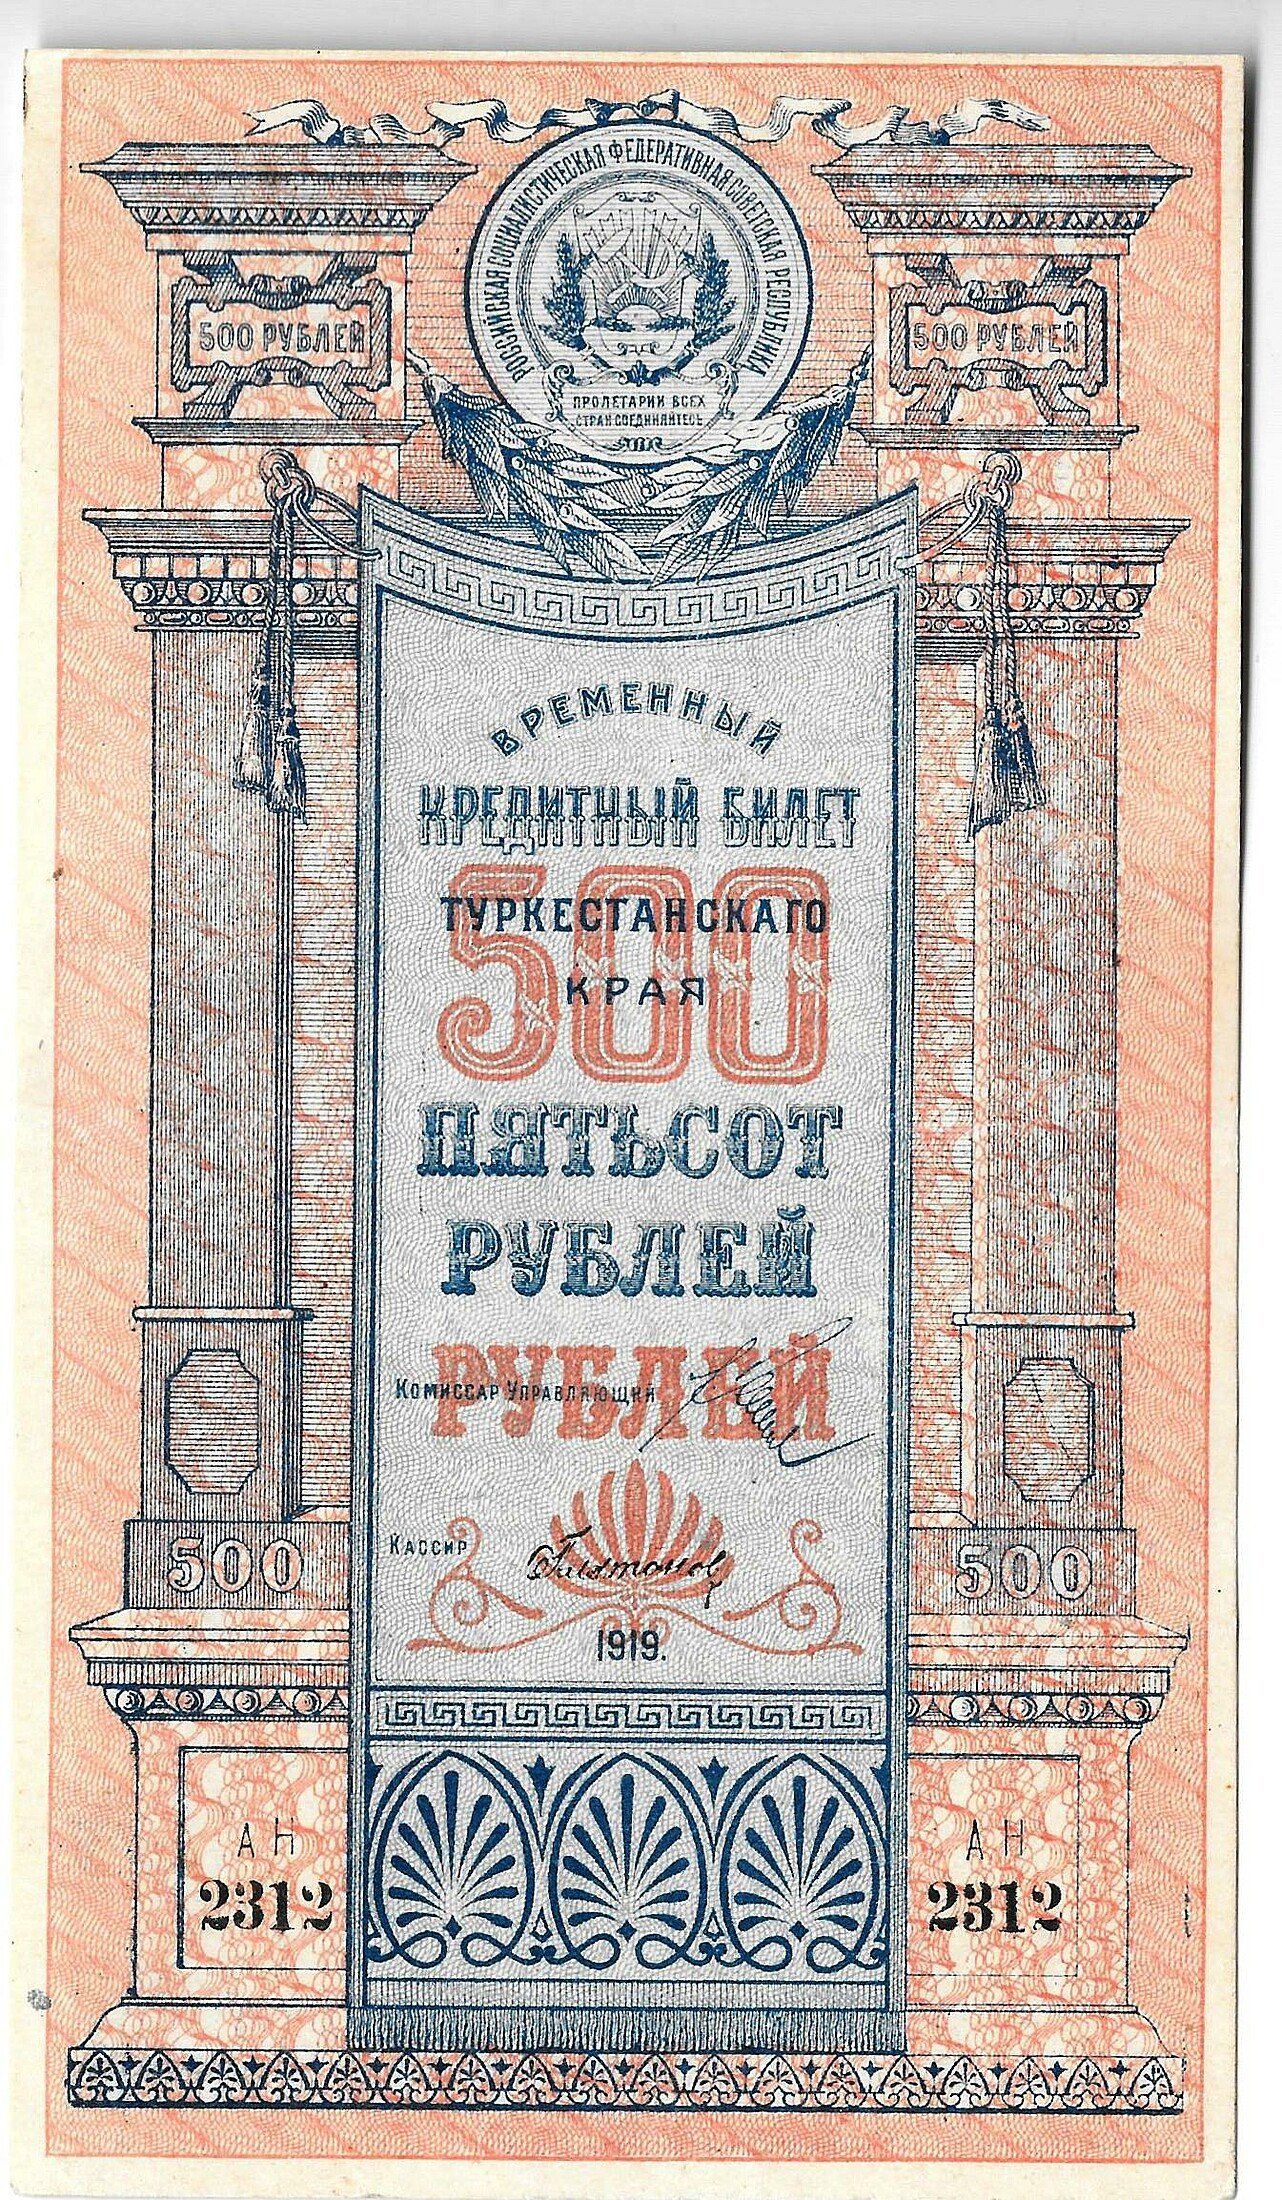 РОССИЙСКАЯ СОЦИАЛИСТИЧЕСКАЯ ФЕДЕРАТИВНАЯ СОВЕТСКАЯ РЕСПУБЛИКА
ПРОЛЕТАРИИ ВСЕХ
СТРАН СОЕДИНЯЙТЕСЬ
500 РУБЛЕЙ
500 РУБЛЕЙ
ВРЕМЕННЫЙ
КРЕДИТНЫЙ БИЛЕТ
500
ТУРКЕСТАНСКАГО
КРАЯ
ПЯТЬСОТ
РУБЛЕЙ
РУБЛЕЙ
КОМИССАР УПРАВЛЯЮЩИЙ
КАССИР
1919.
500
500
АН
2312
АН
2312